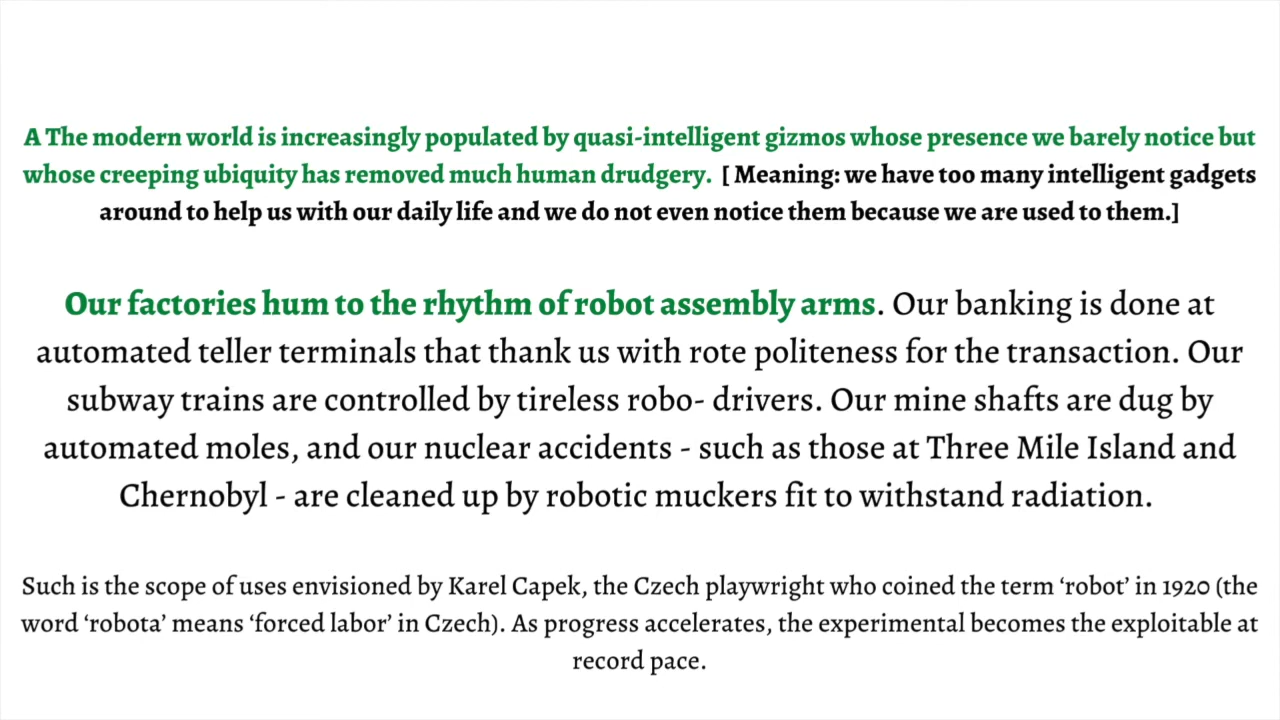 A The modern world is increasingly populated by quasi-intelligent gizmos whose presence we barely notice but
whose creeping ubiquity has removed much human drudgery. [ Meaning: we have too many intelligent gadgets
around to help us with our daily life and we do not even notice them because we are used to them.]
Our factories hum to the rhythm of robot assembly arms. Our banking is done at
automated teller terminals that thank us with rote politeness for the transaction. Our
subway trains are controlled by tireless robo- drivers. Our mine shafts are dug by
automated moles, and our nuclear accidents - such as those at Three Mile Island and
Chernobyl - are cleaned up by robotic muckers fit to withstand radiation.
Such is the scope of uses envisioned by Karel Capek, the Czech playwright who coined the term ‘robot’ in 1920 (the
word ‘robota’ means ‘forced labor’ in Czech). As progress accelerates, the experimental becomes the exploitable at
record pace.